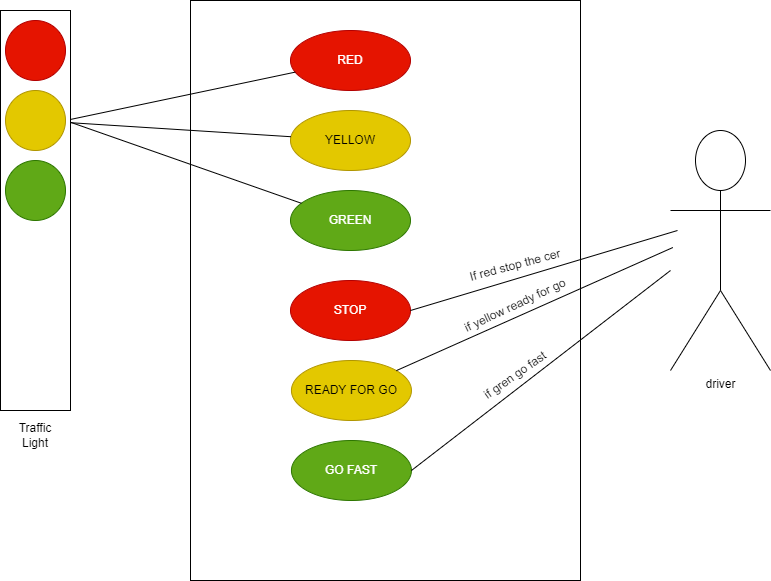 RED
YELLOW
GREEN
STOP
READY FOR GO
GO FAST
If red stop the cer
if yellow ready for go
if gren go fast
Traffic
Light
driver